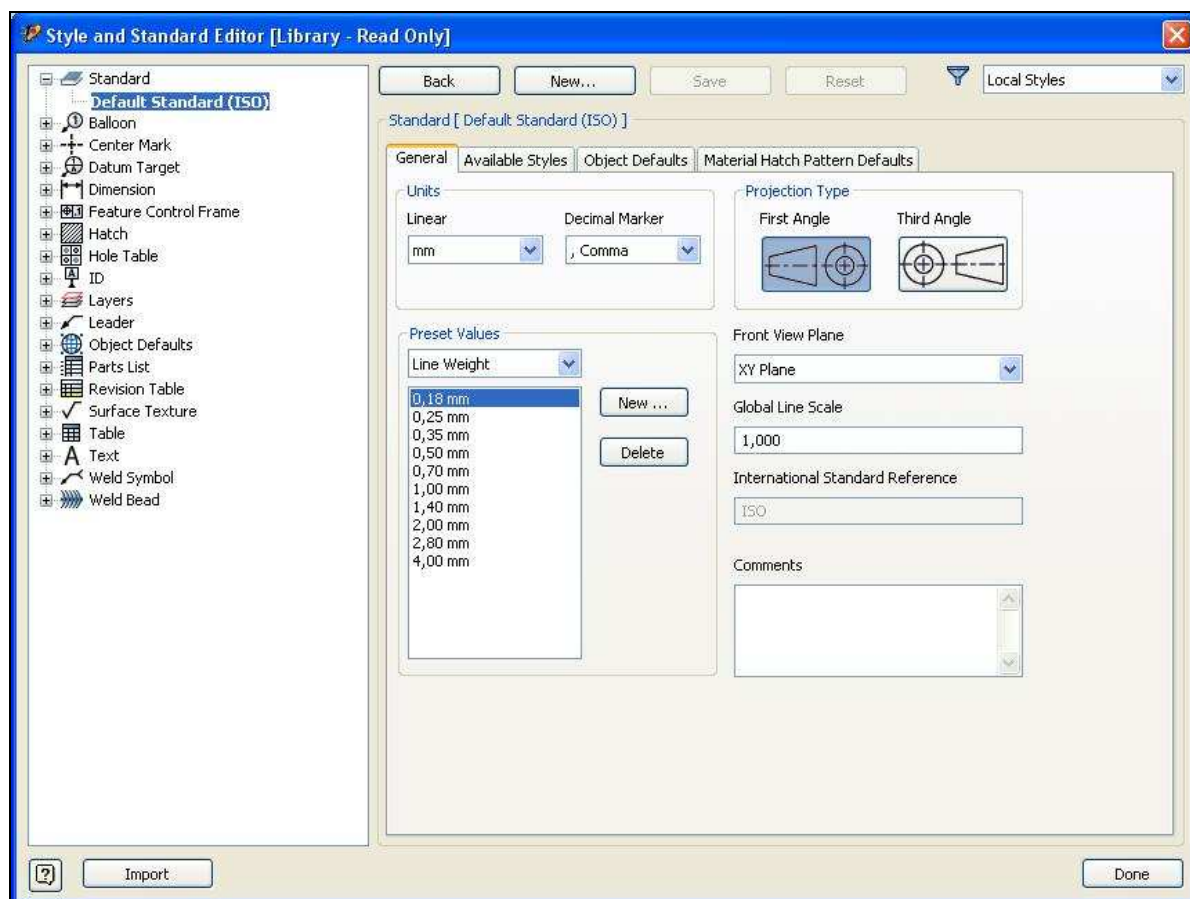 Style and Standard Editor [Library - Read Only]
Standard
Default Standard (ISO)
Balloon
Center Mark
Datum Target
Dimension
Feature Control Frame
Hatch
Hole Table
ID
Layers
Leader
Object Defaults
Parts List
Revision Table
Surface Texture
Table
Text
Weld Symbol
Weld Bead
Back New... Save Reset Local Styles
Standard [ Default Standard (ISO) ]
General Available Styles Object Defaults Material Hatch Pattern Defaults
Units
Linear Decimal Marker
mm , Comma
Projection Type
First Angle Third Angle
Preset Values
Line Weight
0,18 mm
0,25 mm
0,35 mm
0,50 mm
0,70 mm
1,00 mm
1,40 mm
2,00 mm
2,80 mm
4,00 mm
New ...
Delete
Front View Plane
XY Plane
Global Line Scale
1,000
International Standard Reference
ISO
Comments
? Import Done